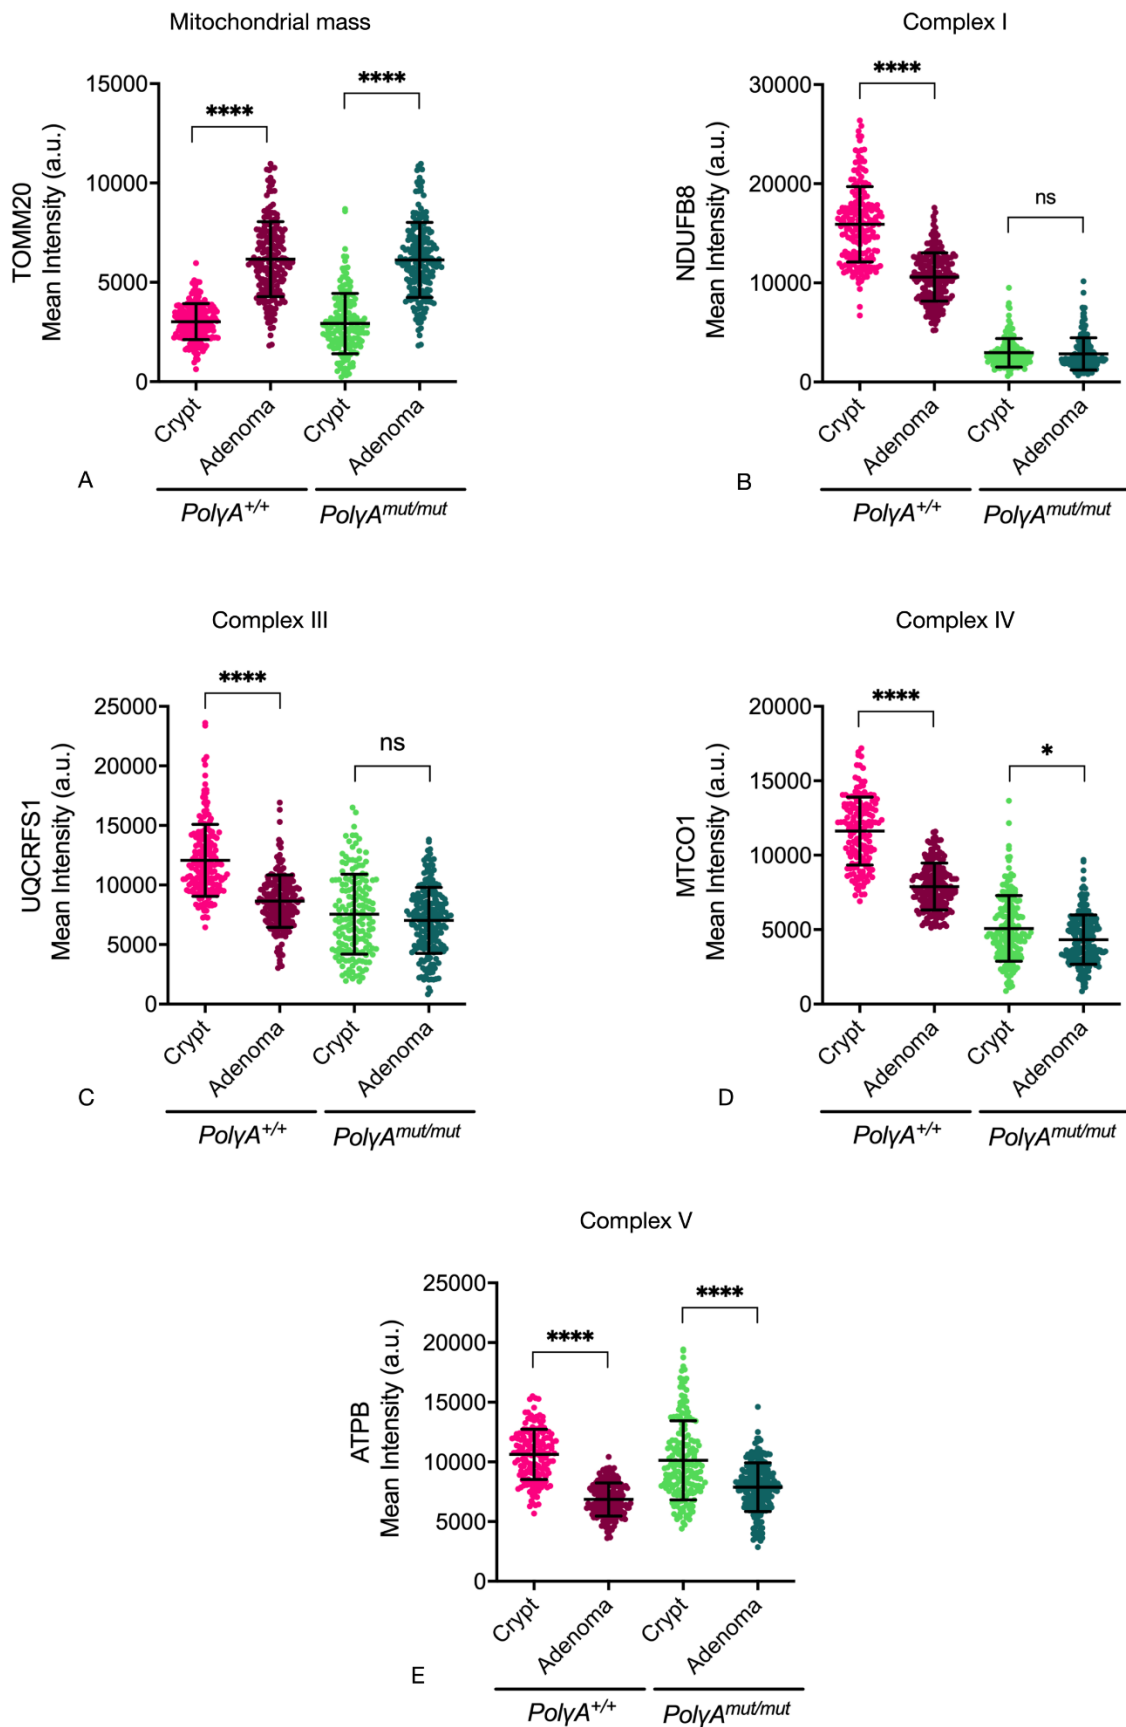 Mitochondrial mass
TOMM20
Mean Intensity (a.u.)
15000
10000
5000
0
****
****
Crypt
Adenoma
Crypt
Adenoma
A
PolγA+/+
PolγAmut/mut
Complex I
NDUFB8
Mean Intensity (a.u.)
30000
20000
10000
0
****
ns
Crypt
Adenoma
Crypt
Adenoma
B
PolγA+/+
PolγAmut/mut
Complex III
UQCRFS1
Mean Intensity (a.u.)
25000
20000
15000
10000
5000
0
****
ns
Crypt
Adenoma
Crypt
Adenoma
C
PolγA+/+
PolγAmut/mut
Complex IV
MTCO1
Mean Intensity (a.u.)
20000
15000
10000
5000
0
****
*
Crypt
Adenoma
Crypt
Adenoma
D
PolγA+/+
PolγAmut/mut
Complex V
ATPB
Mean Intensity (a.u.)
25000
20000
15000
10000
5000
0
****
****
Crypt
Adenoma
Crypt
Adenoma
E
PolγA+/+
PolγAmut/mut